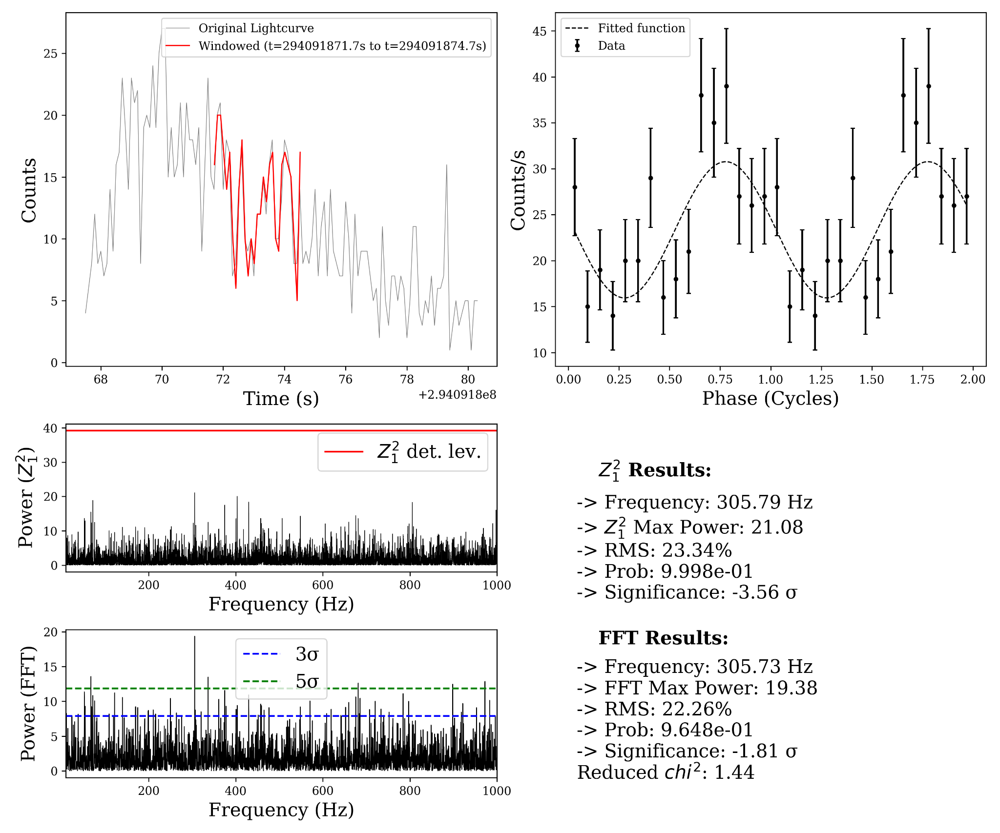 Original Lightcurve
Windowed (t=294091871.7s to t=294091874.7s)
25
20
15
10
5
0
Counts
68 70 72 74 76 78 80
+2.940918e8
Time (s)
Fitted function
Data
45
40
35
30
25
20
15
10
Counts/s
0.00 0.25 0.50 0.75 1.00 1.25 1.50 1.75 2.00
Phase (Cycles)
40
30
20
10
0
Power (Z₁²)
Z₁² det. lev.
200 400 600 800 1000
Frequency (Hz)
Z₁² Results:
-> Frequency: 305.79 Hz
-> Z₁² Max Power: 21.08
-> RMS: 23.34%
-> Prob: 9.998e-01
-> Significance: -3.56 σ
20
15
10
5
0
Power (FFT)
3σ
5σ
200 400 600 800 1000
Frequency (Hz)
FFT Results:
-> Frequency: 305.73 Hz
-> FFT Max Power: 19.38
-> RMS: 22.26%
-> Prob: 9.648e-01
-> Significance: -1.81 σ
Reduced chi²: 1.44